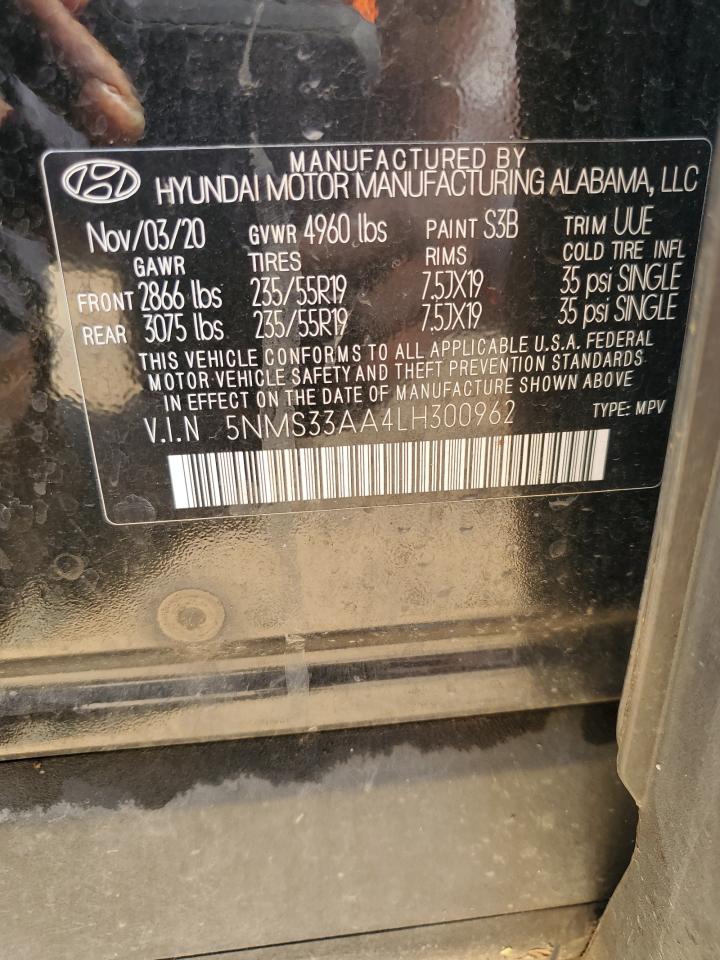 MANUFACTURED BY
HYUNDAI MOTOR MANUFACTURING ALABAMA, LLC
Nov/03/20 GVWR 4960 lbs PAINT S3B TRIM UUE
GAWR TIRES RIMS COLD TIRE INFL
FRONT 2866 lbs 235/55R19 7.5JX19 35 psi SINGLE
REAR 3075 lbs 235/55R19 7.5JX19 35 psi SINGLE
THIS VEHICLE CONFORMS TO ALL APPLICABLE U.S.A. FEDERAL
MOTOR VEHICLE SAFETY AND THEFT PREVENTION STANDARDS
IN EFFECT ON THE DATE OF MANUFACTURE SHOWN ABOVE
V.I.N 5NMS33AA4LH300962 TYPE: MPV